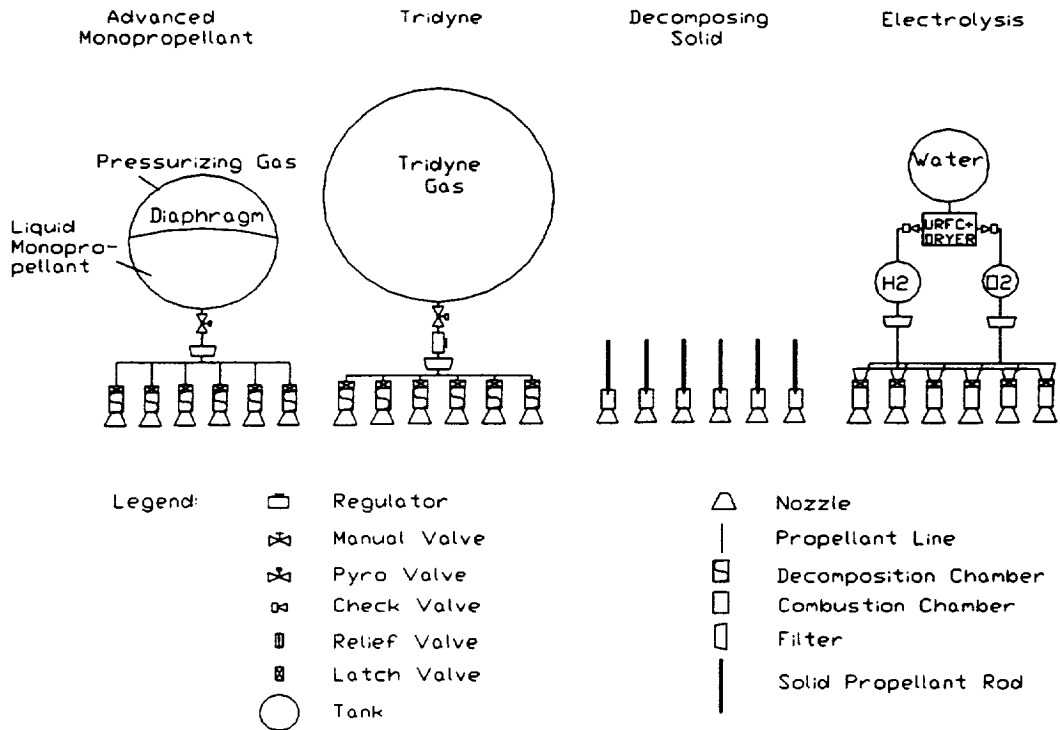 Advanced
Monopropellant
Tridyne
Decomposing
Solid
Electrolysis
Pressurizing Gas
Diaphragm
Liquid
Monopro-
pellant
Tridyne
Gas
Water
URFC+
DRYER
H2
O2
Legend:
Regulator
Manual Valve
Pyro Valve
Check Valve
Relief Valve
Latch Valve
Tank
Nozzle
Propellant Line
Decomposition Chamber
Combustion Chamber
Filter
Solid Propellant Rod